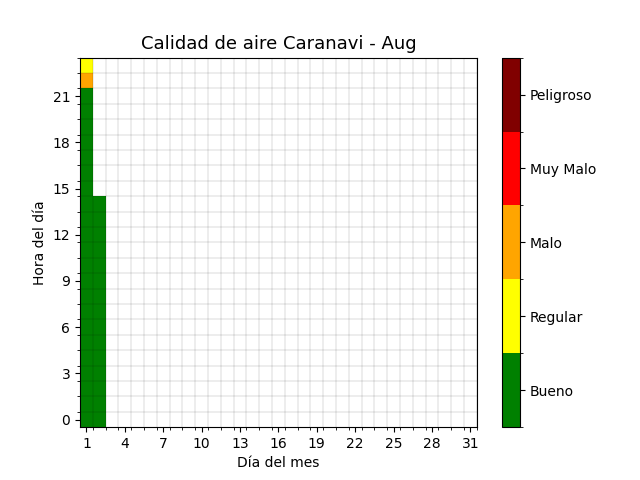 Calidad de aire Caranavi - Aug
Hora del día
21
18
15
12
9
6
3
0
1 4 7 10 13 16 19 22 25 28 31
Día del mes
Peligroso
Muy Malo
Malo
Regular
Bueno